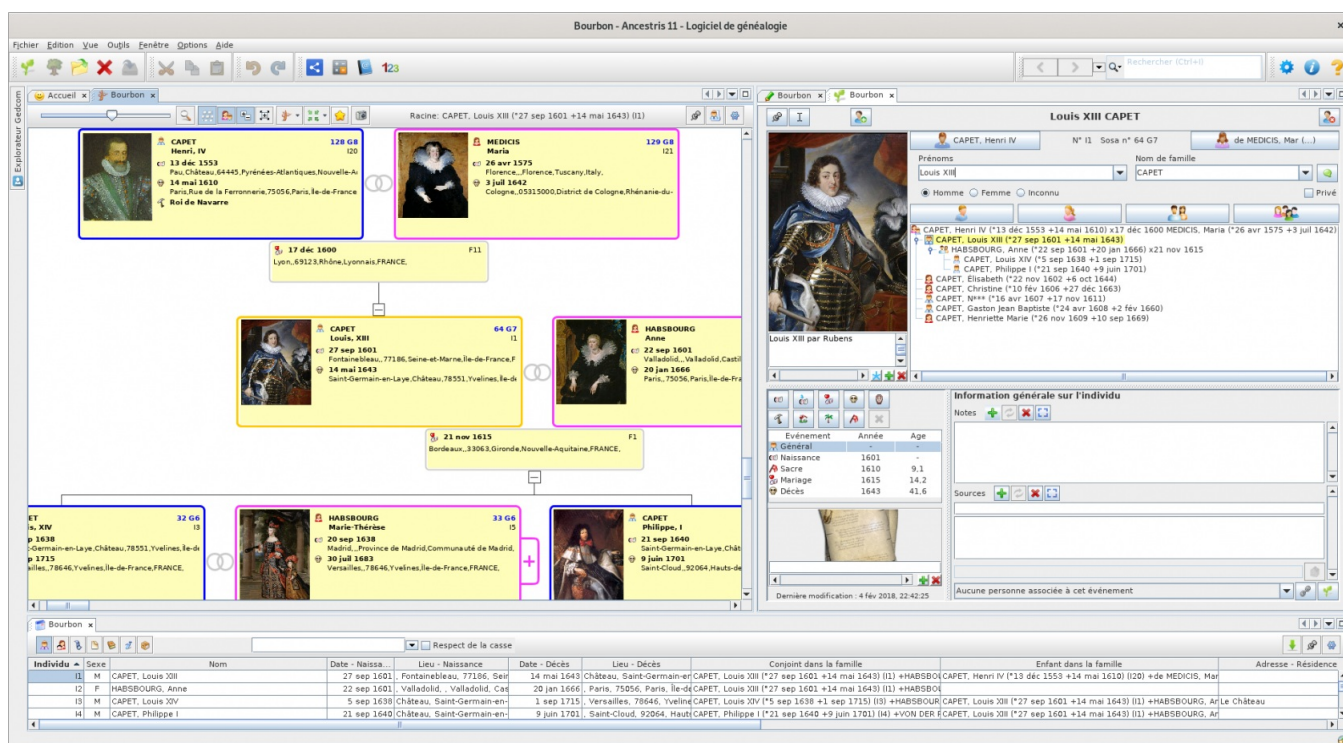 Bourbon - Ancestris 11 - Logiciel de généalogie
Fichier Edition Vue Outils Fenêtre Options Aide
123
Rechercher (Ctrl+I)
Explorateur Gedcom
Accueil
Bourbon
Racine: CAPET, Louis XIII (*27 sep 1601 +14 mai 1643) (I1)
CAPET 128 G8
Henri, IV I20
13 déc 1553
Pau,Château,64445,Pyrénées-Atlantiques,Nouvelle-A
14 mai 1610
Paris,Rue de la Ferronnerie,75056,Paris,Île-de-France
Roi de Navarre
MEDICIS 129 G8
Maria I21
26 avr 1575
Florence,,,Florence,Tuscany,Italy,
3 juil 1642
Cologne,,05315000,District de Cologne,Rhénanie-du-
17 déc 1600 F11
Lyon,,69123,Rhône,Lyonnais,FRANCE,
CAPET 64 G7
Louis, XIII I1
27 sep 1601
Fontainebleau,,77186,Seine-et-Marne,Île-de-France,F
14 mai 1643
Saint-Germain-en-Laye,Château,78551,Yvelines,Île-de
HABSBOURG
Anne
22 sep 1601
Valladolid,,,Valladolid,Castil
20 jan 1666
Paris,,75056,Paris,Île-de-Fra
21 nov 1615 F1
Bordeaux,,33063,Gironde,Nouvelle-Aquitaine,FRANCE,
ET 32 G6
s, XIV I3
p 1638
-Germain-en-Laye,Château,78551,Yvelines,Île-de
p 1715
ailles,,78646,Yvelines,Île-de-France,FRANCE,
HABSBOURG 33 G6
Marie-Thérèse I5
20 sep 1638
Madrid,,,Province de Madrid,Communauté de Madrid,
30 juil 1683
Versailles,,78646,Yvelines,Île-de-France,FRANCE,
CAPET
Philippe, I
21 sep 1640
Saint-Germain-en-Laye,Châ
9 juin 1701
Saint-Cloud,,92064,Hauts-de
Bourbon
Bourbon
Louis XIII CAPET
CAPET, Henri IV
N° I1 Sosa n° 64 G7
de MEDICIS, Mar (...)
Prénoms
Nom de famille
Louis XIII
CAPET
Homme Femme Inconnu
Privé
CAPET, Henri IV (*13 déc 1553 +14 mai 1610) x17 déc 1600 MEDICIS, Maria (*26 avr 1575 +3 juil 1642)
CAPET, Louis XIII (*27 sep 1601 +14 mai 1643)
HABSBOURG, Anne (*22 sep 1601 +20 jan 1666) x21 nov 1615
CAPET, Louis XIV (*5 sep 1638 +1 sep 1715)
CAPET, Philippe I (*21 sep 1640 +9 juin 1701)
CAPET, Élisabeth (*22 nov 1602 +6 oct 1644)
CAPET, Christine (*10 fév 1606 +27 déc 1663)
CAPET, N*** (*16 avr 1607 +17 nov 1611)
CAPET, Gaston Jean Baptiste (*24 avr 1608 +2 fév 1660)
CAPET, Henriette Marie (*26 nov 1609 +10 sep 1669)
Louis XIII par Rubens
Evénement Année Age
Général - -
Naissance 1601 -
Sacre 1610 9,1
Mariage 1615 14,2
Décès 1643 41,6
Dernière modification : 4 fév 2018, 22:42:25
Information générale sur l'individu
Notes
Sources
Aucune personne associée à cet événement
Bourbon
Respect de la casse
Individu Sexe Nom Date - Naissa... Lieu - Naissance Date - Décès Lieu - Décès Conjoint dans la famille Enfant dans la famille Adresse - Résidence
I1 M CAPET, Louis XIII 27 sep 1601 , Fontainebleau, 77186, Sein 14 mai 1643 Château, Saint-Germain-en- CAPET, Louis XIII (*27 sep 1601 +14 mai 1643) (I1) +HABSBOU CAPET, Henri IV (*13 déc 1553 +14 mai 1610) (I20) +de MEDICIS, Mar
I2 F HABSBOURG, Anne 22 sep 1601 , Valladolid, , Valladolid, Cas 20 jan 1666 , Paris, 75056, Paris, Île-de CAPET, Louis XIII (*27 sep 1601 +14 mai 1643) (I1) +HABSBOU
I3 M CAPET, Louis XIV 5 sep 1638 Château, Saint-Germain-en- 1 sep 1715 , Versailles, 78646, Yveline CAPET, Louis XIV (*5 sep 1638 +1 sep 1715) (I3) +HABSBOUR CAPET, Louis XIII (*27 sep 1601 +14 mai 1643) (I1) +HABSBOURG, Ar Le Château
I4 M CAPET, Philippe I 21 sep 1640 Château, Saint-Germain-en- 9 juin 1701 , Saint-Cloud, 92064, Haut CAPET, Philippe I (*21 sep 1640 +9 juin 1701) (I4) +VON DER CAPET, Louis XIII (*27 sep 1601 +14 mai 1643) (I1) +HABSBOURG, Ar